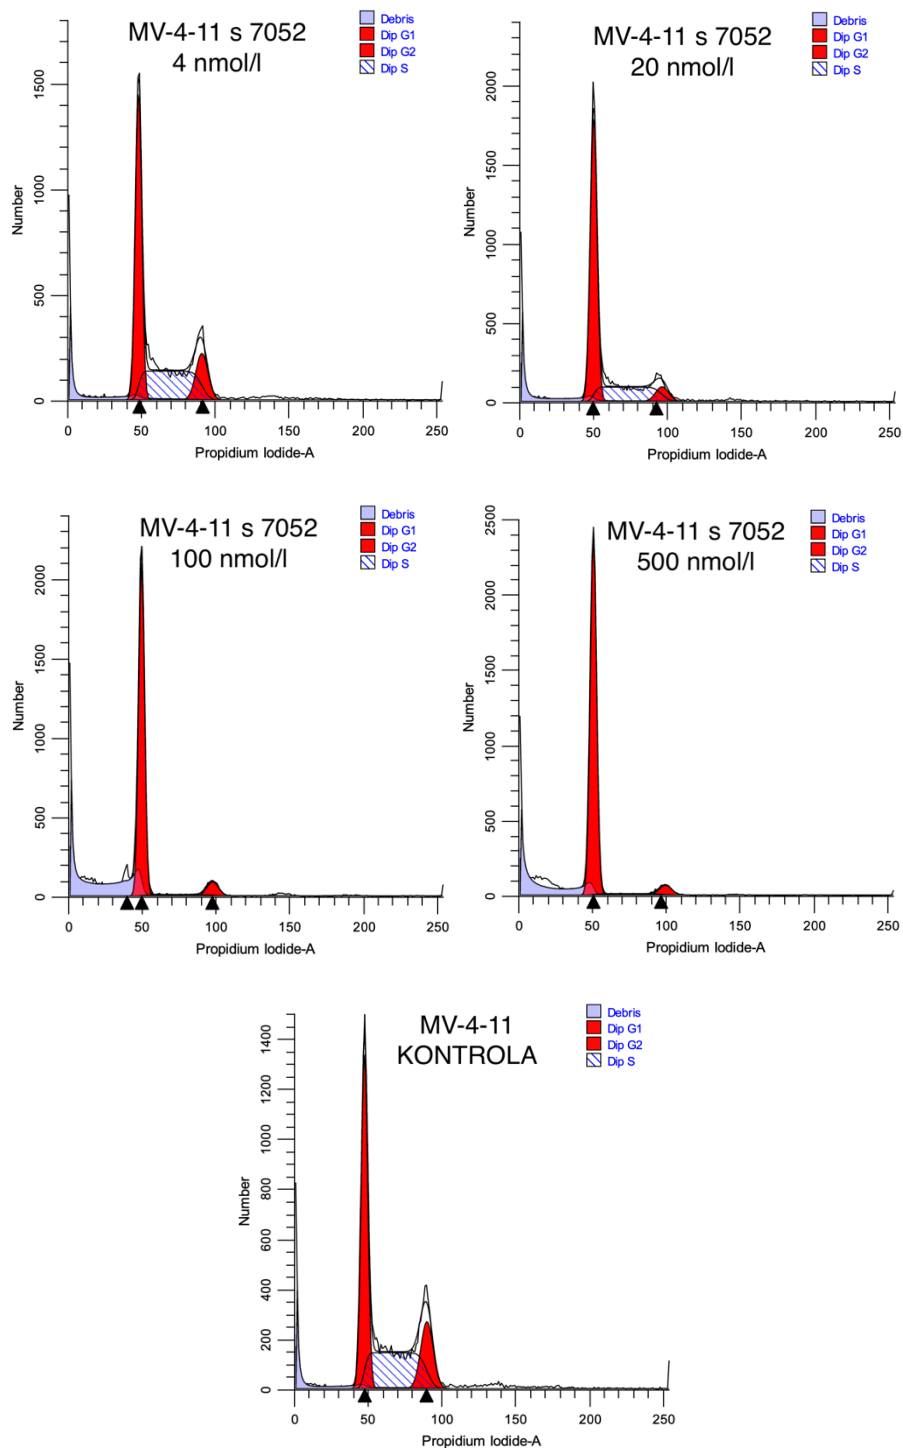 MV-4-11 s 7052
4 nmol/l
Debris
Dip G1
Dip G2
Dip S
Number
1500
1000
500
0
0 50 100 150 200 250
Propidium Iodide-A
MV-4-11 s 7052
20 nmol/l
Debris
Dip G1
Dip G2
Dip S
Number
2000
1500
1000
500
0
0 50 100 150 200 250
Propidium Iodide-A
MV-4-11 s 7052
100 nmol/l
Debris
Dip G1
Dip G2
Dip S
Number
2000
1500
1000
500
0
0 50 100 150 200 250
Propidium Iodide-A
MV-4-11 s 7052
500 nmol/l
Debris
Dip G1
Dip G2
Dip S
Number
2500
2000
1500
1000
500
0
0 50 100 150 200 250
Propidium Iodide-A
MV-4-11
KONTROLA
Debris
Dip G1
Dip G2
Dip S
Number
1400
1200
1000
800
600
400
200
0
0 50 100 150 200 250
Propidium Iodide-A